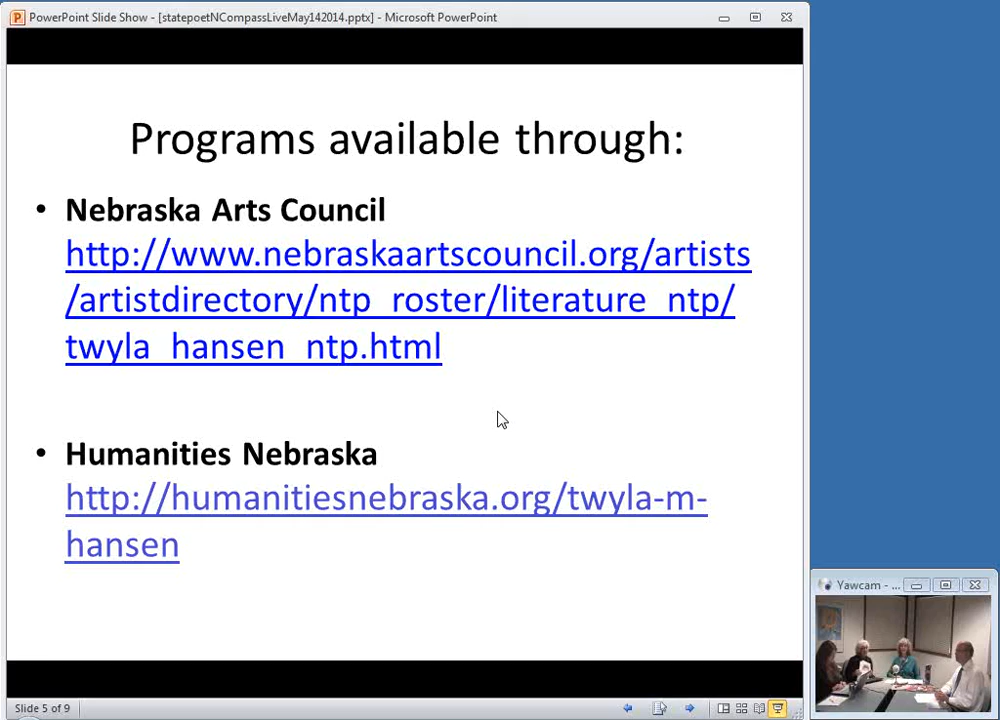 PowerPoint Slide Show - [statepoetNCompassLiveMay142014.pptx] - Microsoft PowerPoint
Programs available through:
• Nebraska Arts Council
http://www.nebraskaartscouncil.org/artists
/artistdirectory/ntp_roster/literature_ntp/
twyla_hansen_ntp.html
• Humanities Nebraska
http://humanitiesnebraska.org/twyla-m-
hansen
Yawcam - ...
Slide 5 of 9